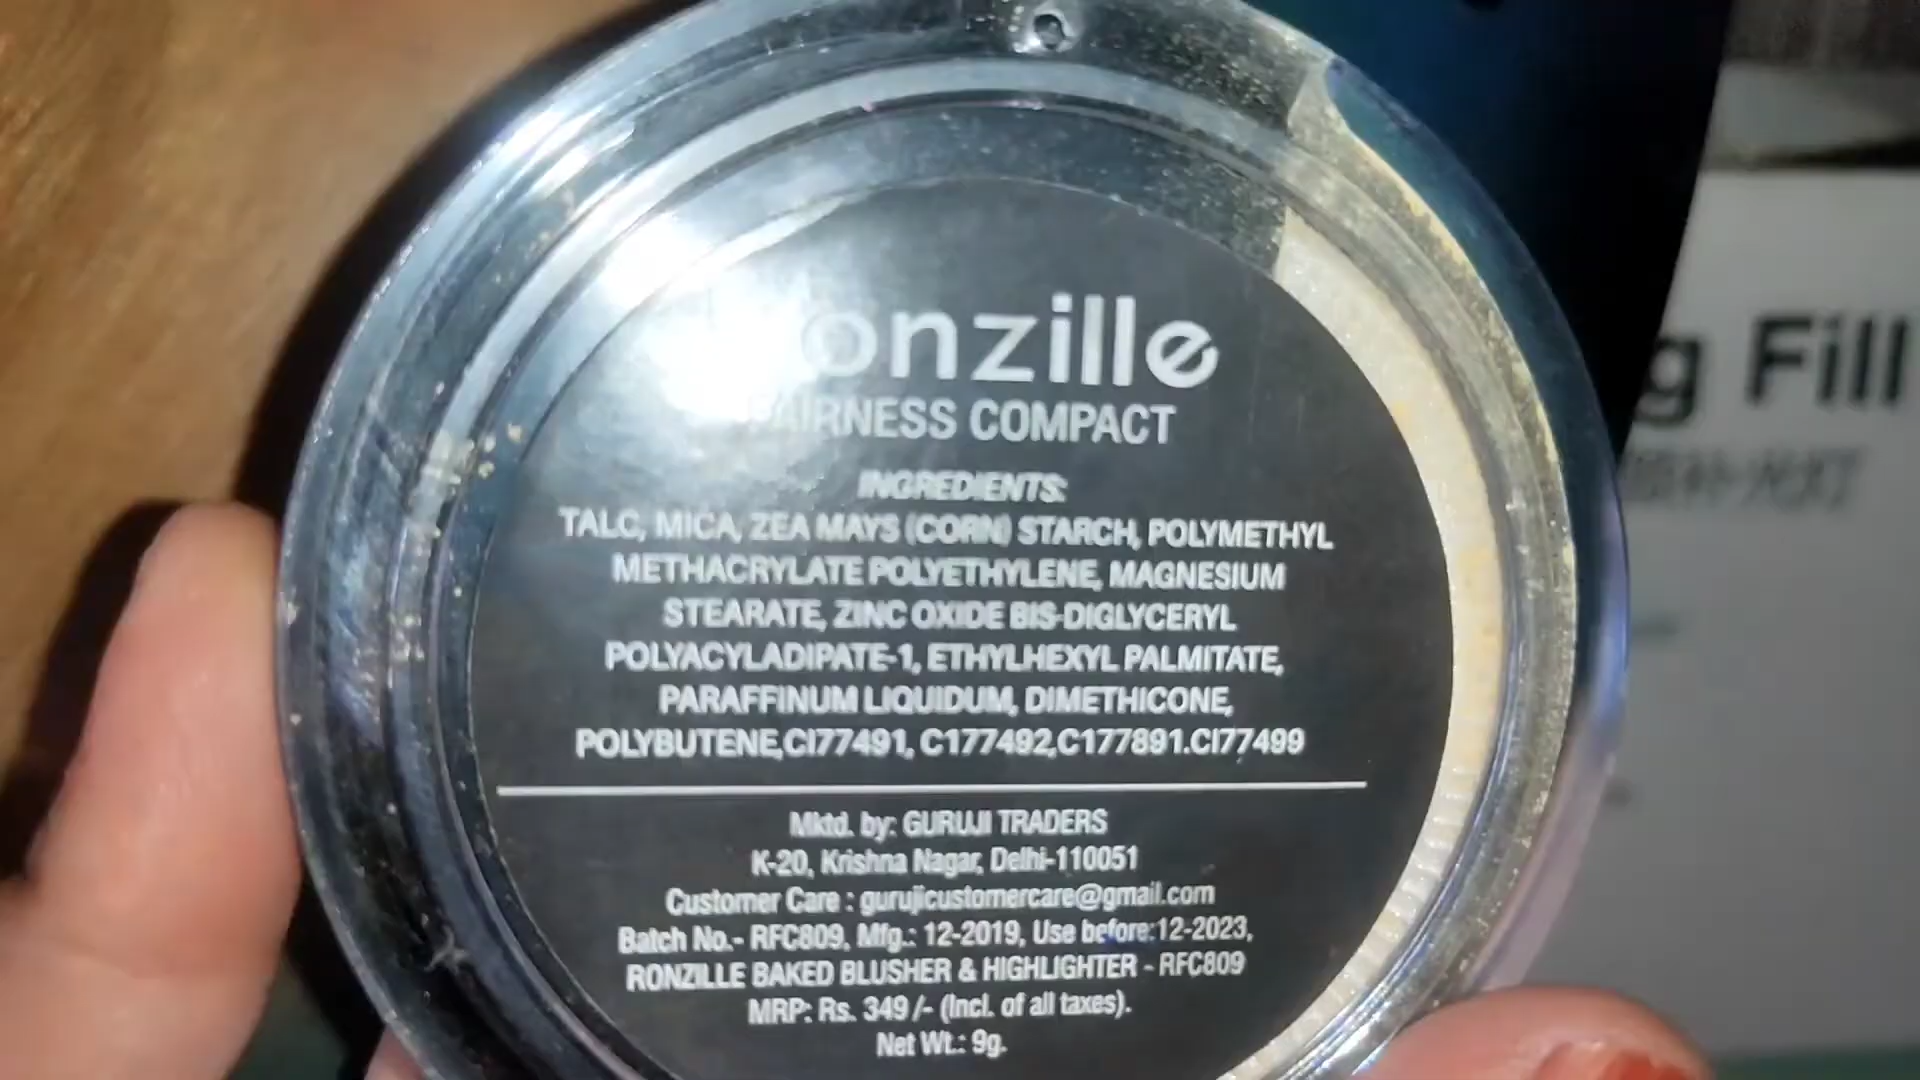 Ronzille
FAIRNESS COMPACT
INGREDIENTS:
TALC, MICA, ZEA MAYS (CORN) STARCH, POLYMETHYL
METHACRYLATE POLYETHYLENE, MAGNESIUM
STEARATE, ZINC OXIDE BIS-DIGLYCERYL
POLYACYLADIPATE-1, ETHYLHEXYL PALMITATE,
PARAFFINUM LIQUIDUM, DIMETHICONE,
POLYBUTENE,CI77491, C177492,C177891.CI77499
Mktd. by: GURUJI TRADERS
K-20, Krishna Nagar, Delhi-110051
Customer Care : gurujicustomercare@gmail.com
Batch No.- RFC809, Mfg.: 12-2019, Use before:12-2023,
RONZILLE BAKED BLUSHER & HIGHLIGHTER - RFC809
MRP: Rs. 349 /- (Incl. of all taxes).
Net Wt.: 9g.
g Fill